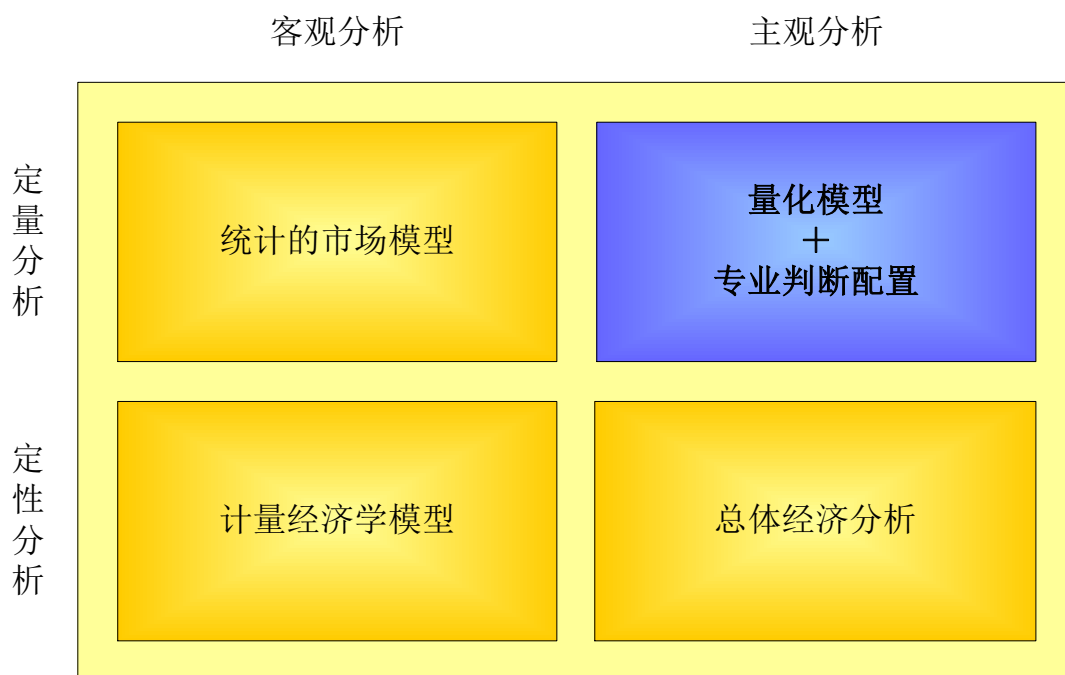 客观分析
主观分析
定量分析
统计的市场模型
量化模型
＋
专业判断配置
定性分析
计量经济学模型
总体经济分析